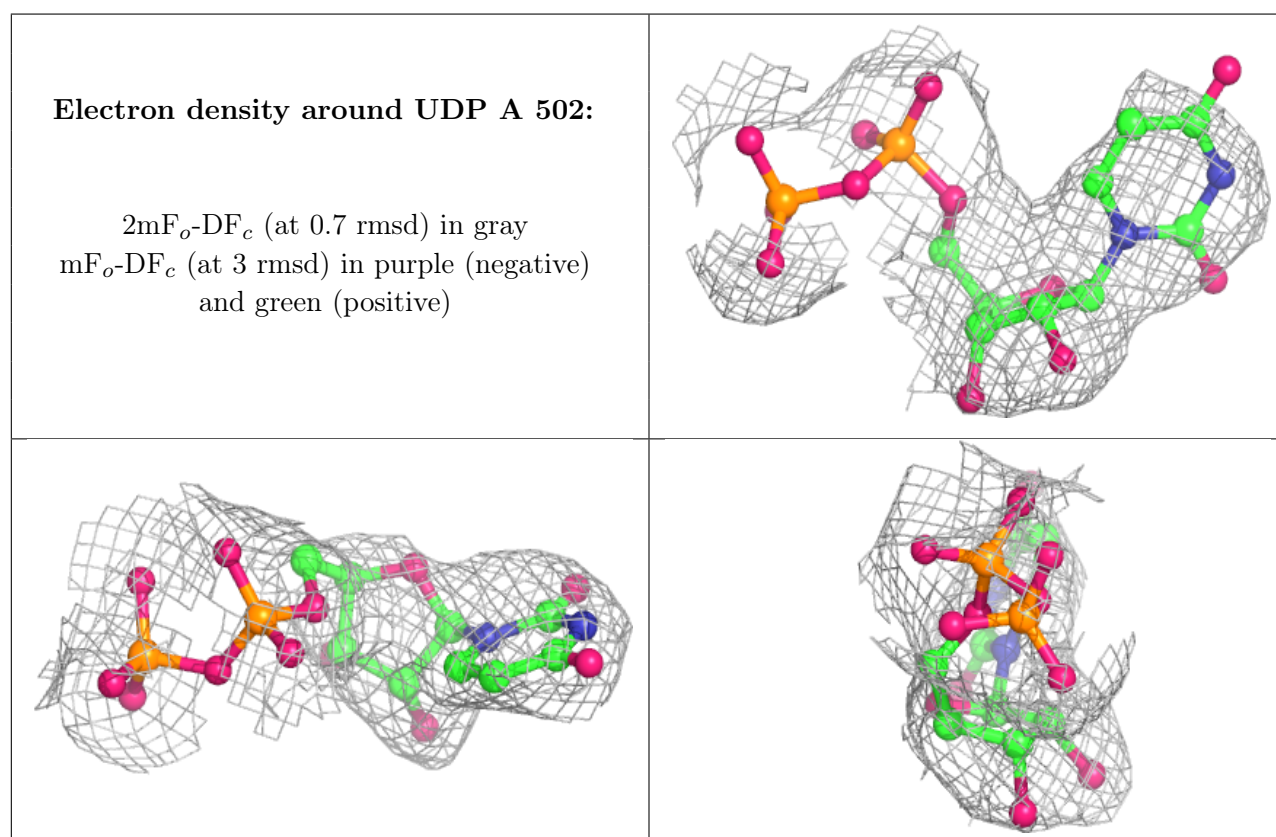 Electron density around UDP A 502:
2mFo-DFc (at 0.7 rmsd) in gray
mFo-DFc (at 3 rmsd) in purple (negative)
and green (positive)